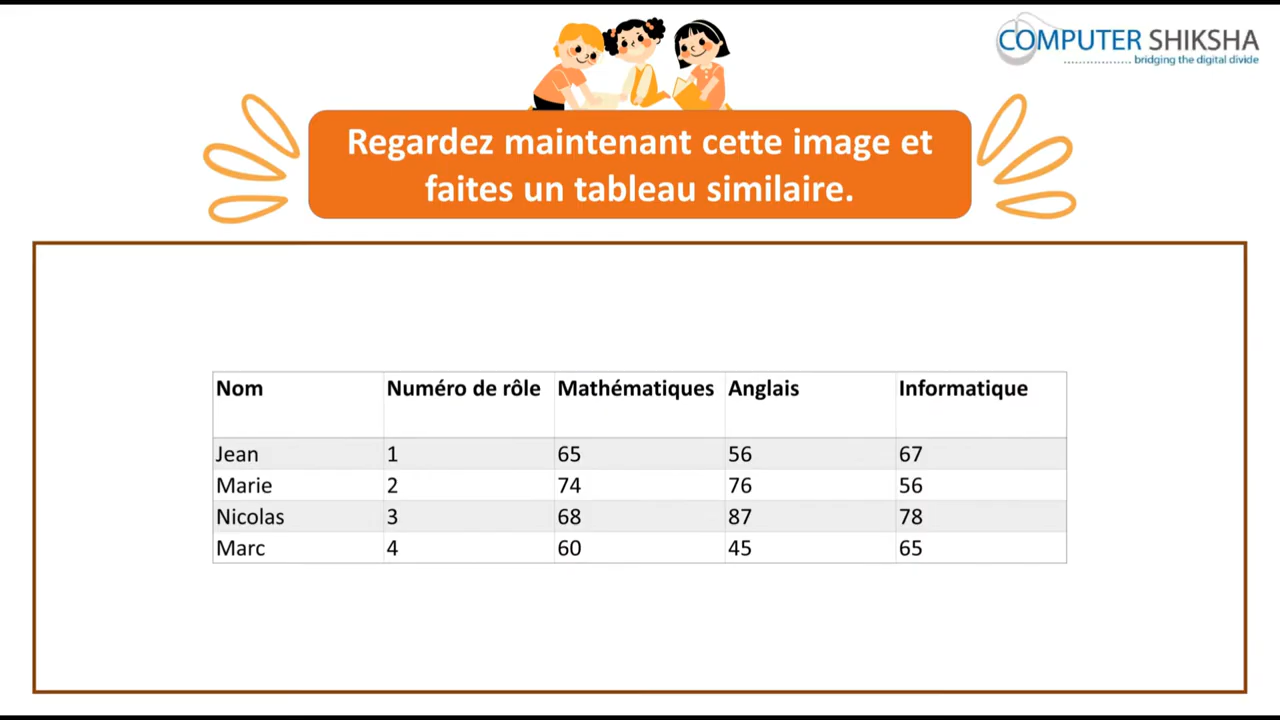 COMPUTER SHIKSHA
bridging the digital divide
Regardez maintenant cette image et
faites un tableau similaire.
Nom Numéro de rôle Mathématiques Anglais Informatique
Jean 1 65 56 67
Marie 2 74 76 56
Nicolas 3 68 87 78
Marc 4 60 45 65